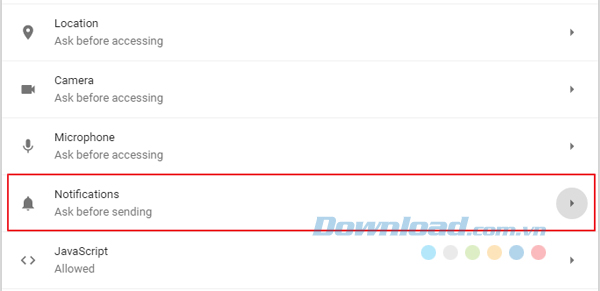 Location
Ask before accessing
Camera
Ask before accessing
Microphone
Ask before accessing
Notifications
Ask before sending
Download.com.vn
JavaScript
Allowed